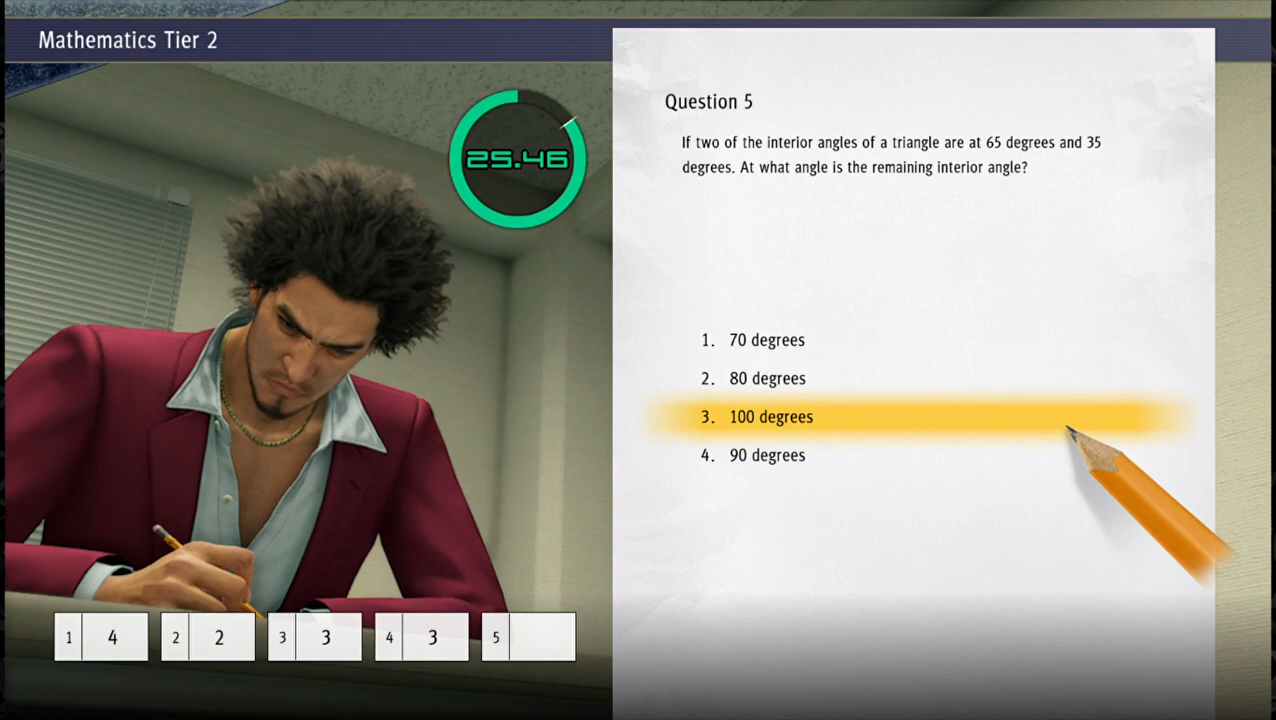 Mathematics Tier 2
25.46
Question 5
If two of the interior angles of a triangle are at 65 degrees and 35
degrees. At what angle is the remaining interior angle?
1. 70 degrees
2. 80 degrees
3. 100 degrees
4. 90 degrees
1 4 2 2 3 3 4 3 5